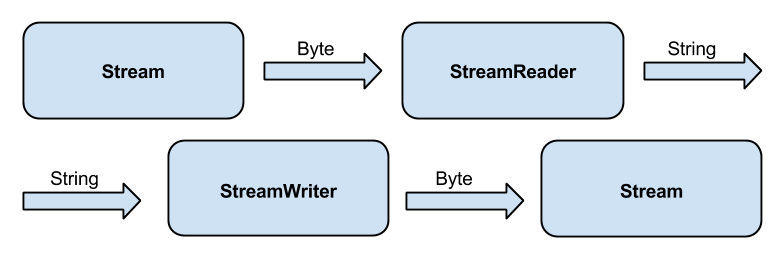 Byte
String
Stream
StreamReader
String
Byte
StreamWriter
Stream